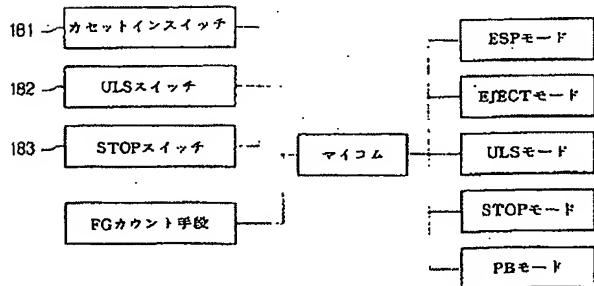 181
カセットインスイッチ
182
ULSスイッチ
183
STOPスイッチ
FGカウント手段
マイコム
ESPモード
EJECTモード
ULSモード
STOPモード
PBモード